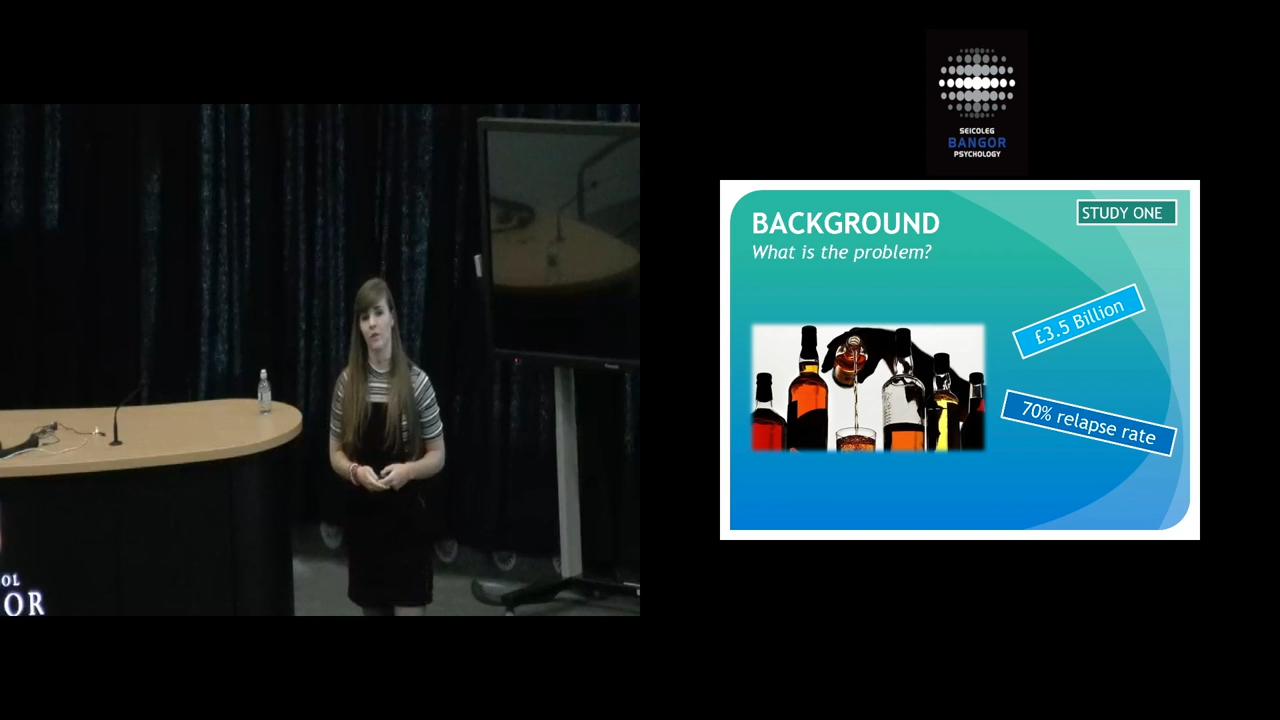 SEICOLEG
BANGOR
PSYCHOLOGY
BACKGROUND
What is the problem?
STUDY ONE
£3.5 Billion
70% relapse rate
OL
OR